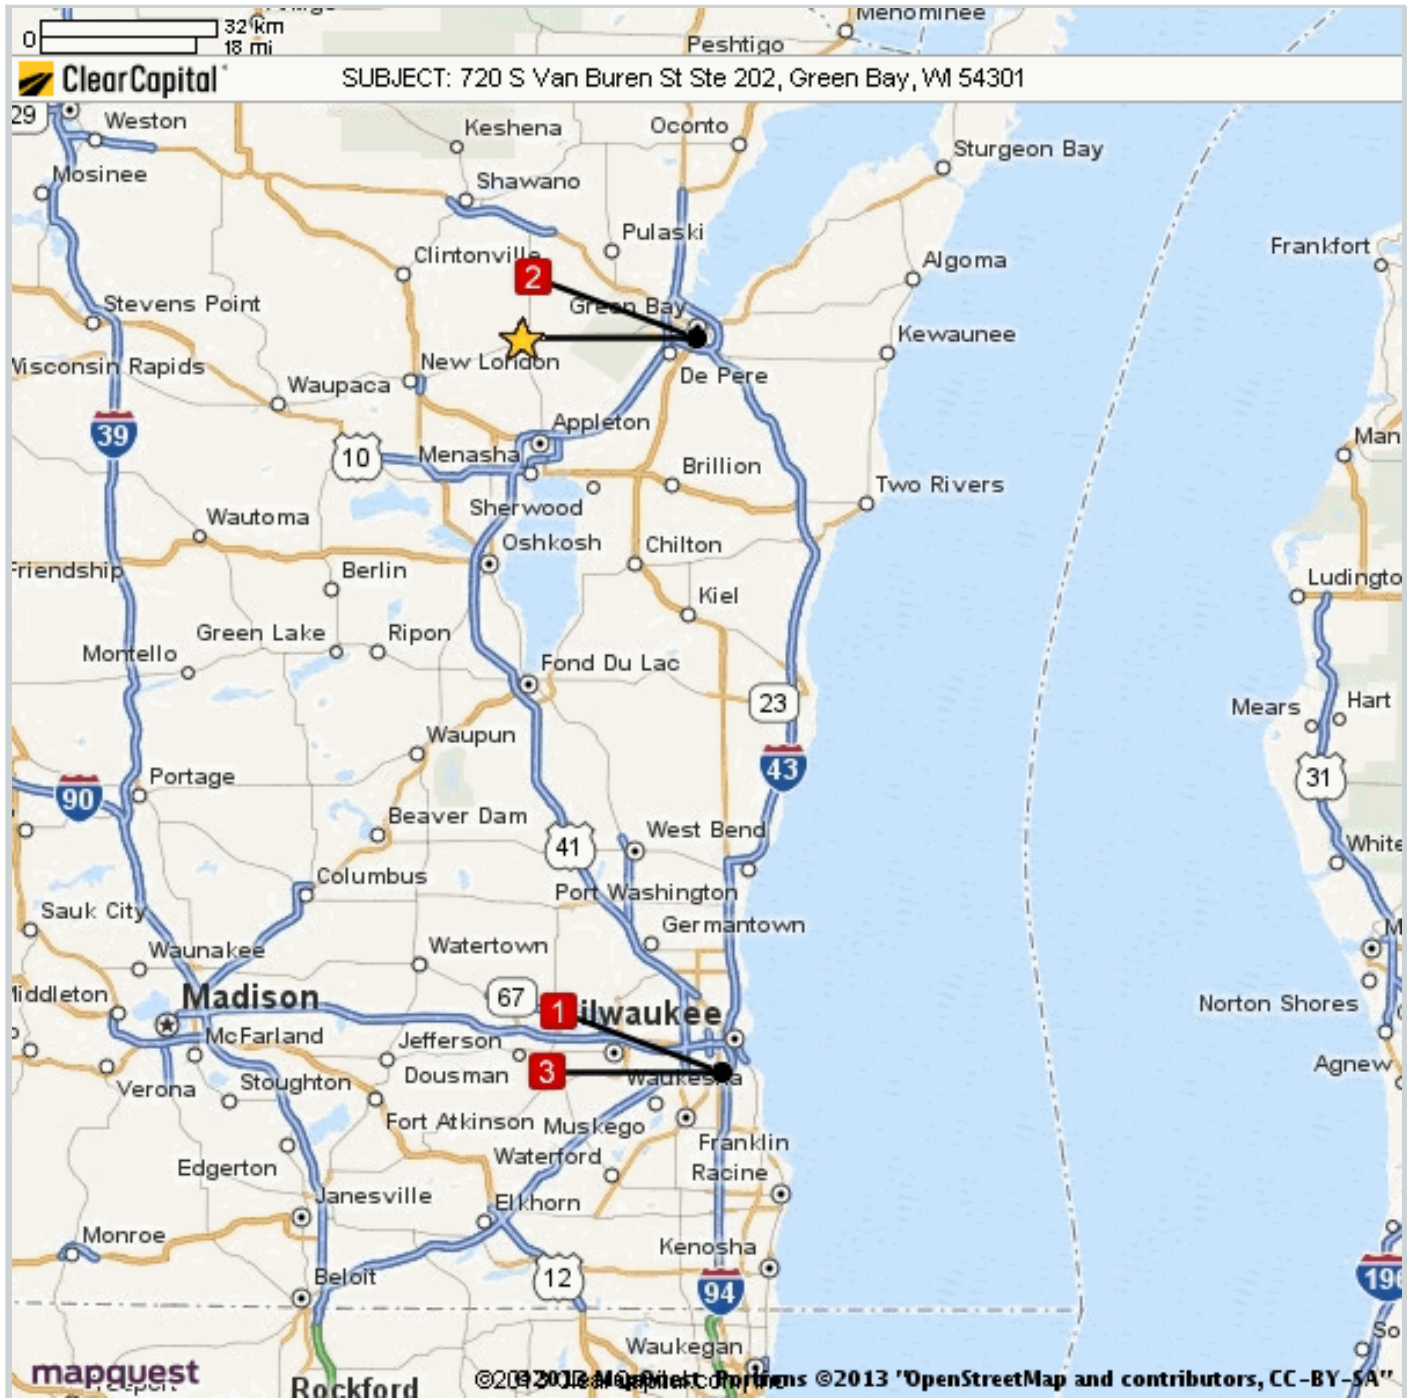 0
32 km
18 mi
Menominee
Peshtigo
ClearCapital
SUBJECT: 720 S Van Buren St Ste 202, Green Bay, WI 54301
29
Weston
Keshena
Oconto
Sturgeon Bay
Mosinee
Shawano
Pulaski
Clintonville
Algoma
Frankfort
2
Stevens Point
Green Bay
Kewaunee
Wisconsin Rapids
New London
Waupaca
De Pere
39
Appleton
10
Menasha
Brillion
Man
Two Rivers
Sherwood
Wautoma
Oshkosh
Chilton
Friendship
Berlin
Ludingto
Kiel
Green Lake
Ripon
Montello
Fond Du Lac
23
Mears
Hart
Waupun
43
Portage
31
90
Beaver Dam
West Bend
41
White
Columbus
Port Washington
Sauk City
Germantown
M
Waunakee
Watertown
Middleton
Madison
67
1
ilwaukee
Norton Shores
McFarland
Jefferson
Agnew
Verona
Stoughton
Dousman
3
Waukesha
Fort Atkinson
Muskego
Franklin
Edgerton
Waterford
Racine
Janesville
Elkhorn
Monroe
Kenosha
Beloit
12
94
196
So
Waukegan
mapquest
Rockford
©2013 "OpenStreetMap and contributors, CC-BY-SA"